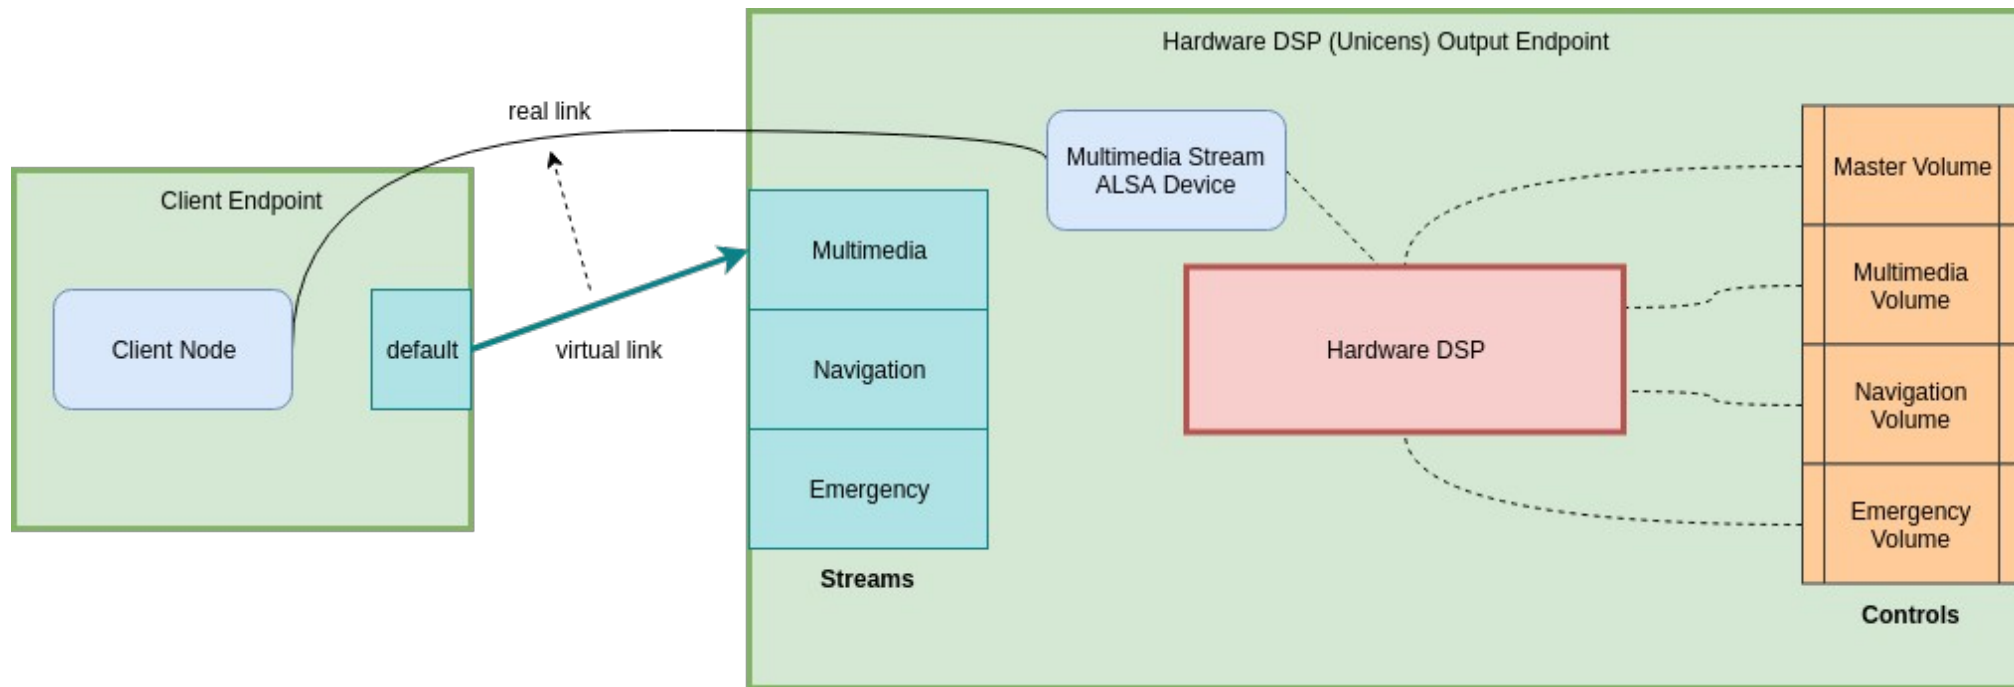 Hardware DSP (Unicens) Output Endpoint
real link
Multimedia Stream
ALSA Device
Master Volume
Client Endpoint
Multimedia
Multimedia
Volume
Client Node
default
virtual link
Navigation
Hardware DSP
Navigation
Volume
Emergency
Emergency
Volume
Streams
Controls